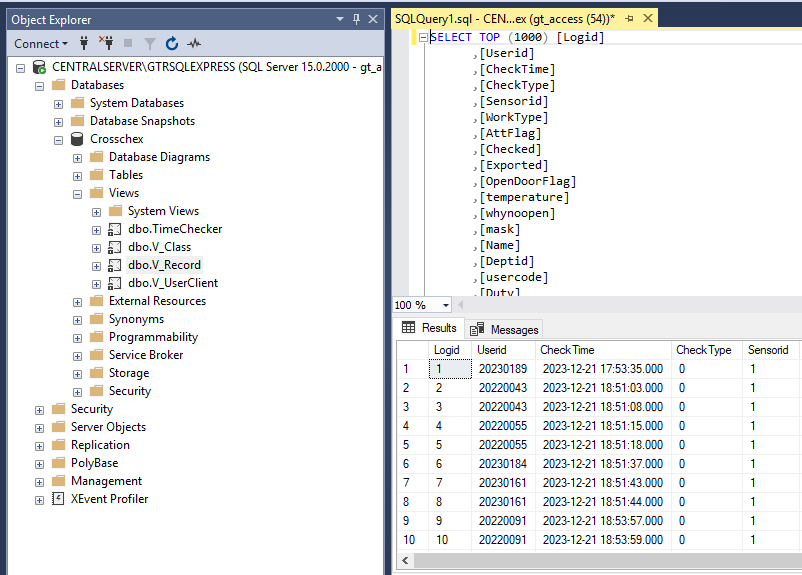 Object Explorer
Connect
CENTRALSERVER\GTRSQLEXPRESS (SQL Server 15.0.2000 - gt_a
Databases
System Databases
Database Snapshots
Crosschex
Database Diagrams
Tables
Views
System Views
dbo.TimeChecker
dbo.V_Class
dbo.V_Record
dbo.V_UserClient
External Resources
Synonyms
Programmability
Service Broker
Storage
Security
Security
Server Objects
Replication
PolyBase
Management
XEvent Profiler
SQLQuery1.sql - CEN...ex (gt_access (54))*
SELECT TOP (1000) [Logid]
,[Userid]
,[CheckTime]
,[CheckType]
,[Sensorid]
,[WorkType]
,[AttFlag]
,[Checked]
,[Exported]
,[OpenDoorFlag]
,[temperature]
,[whynoopen]
,[mask]
,[Name]
,[Deptid]
,[usercode]
,[Duty]
100 %
Results Messages
Logid Userid CheckTime CheckType Sensorid
1 1 20230189 2023-12-21 17:53:35.000 0 1
2 2 20220043 2023-12-21 18:51:03.000 0 1
3 3 20220043 2023-12-21 18:51:08.000 0 1
4 4 20220055 2023-12-21 18:51:15.000 0 1
5 5 20220055 2023-12-21 18:51:18.000 0 1
6 6 20230184 2023-12-21 18:51:37.000 0 1
7 7 20230161 2023-12-21 18:51:43.000 0 1
8 8 20230161 2023-12-21 18:51:44.000 0 1
9 9 20220091 2023-12-21 18:53:57.000 0 1
10 10 20220091 2023-12-21 18:53:59.000 0 1